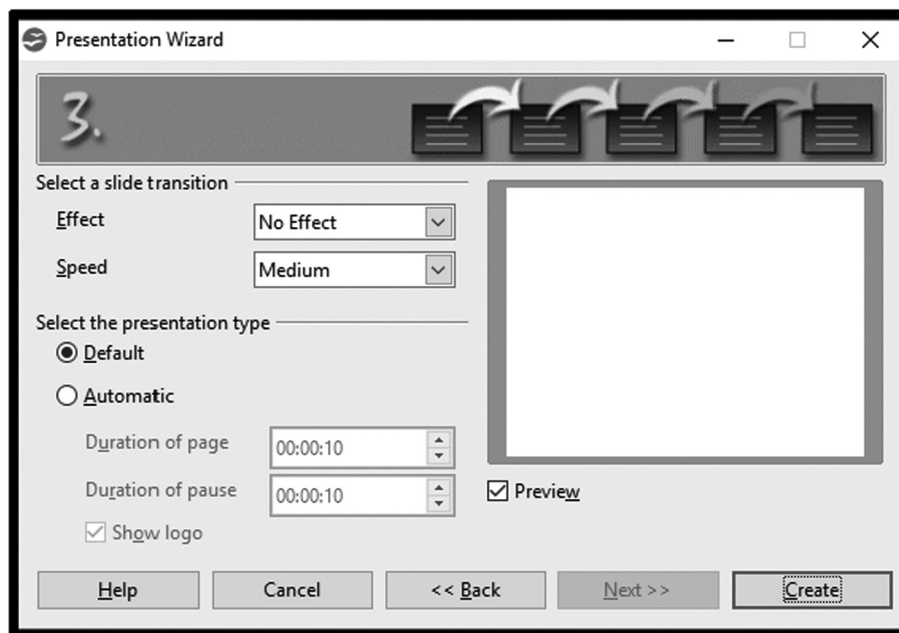 Presentation Wizard
3.
Select a slide transition
Effect No Effect
Speed Medium
Select the presentation type
Default
Automatic
Duration of page 00:00:10
Duration of pause 00:00:10
Preview
Show logo
Help Cancel << Back Next >> Create